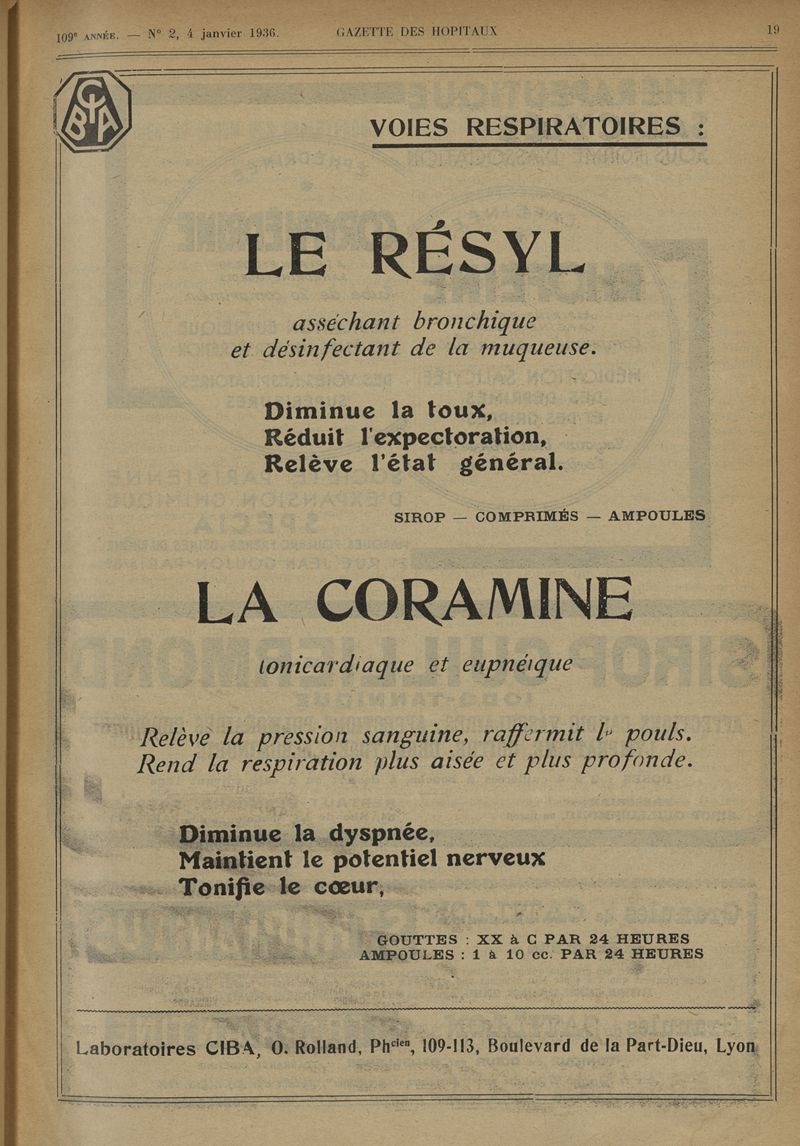 109e ANNÉE. — N° 2, 4 janvier 1936. GAZETTE DES HOPITAUX 19
CIBA
VOIES RESPIRATOIRES :
LE RÉSYL
asséchant bronchique
et désinfectant de la muqueuse.
Diminue la toux,
Réduit l'expectoration,
Relève l'état général.
SIROP — COMPRIMÉS — AMPOULES
LA CORAMINE
tonicardiaque et eupnéique
Relève la pression sanguine, raffermit le pouls.
Rend la respiration plus aisée et plus profonde.
Diminue la dyspnée,
Maintient le potentiel nerveux
Tonifie le cœur,
GOUTTES : XX à C PAR 24 HEURES
AMPOULES : 1 à 10 cc. PAR 24 HEURES
Laboratoires CIBA, O. Rolland, Phcien, 109-113, Boulevard de la Part-Dieu, Lyon